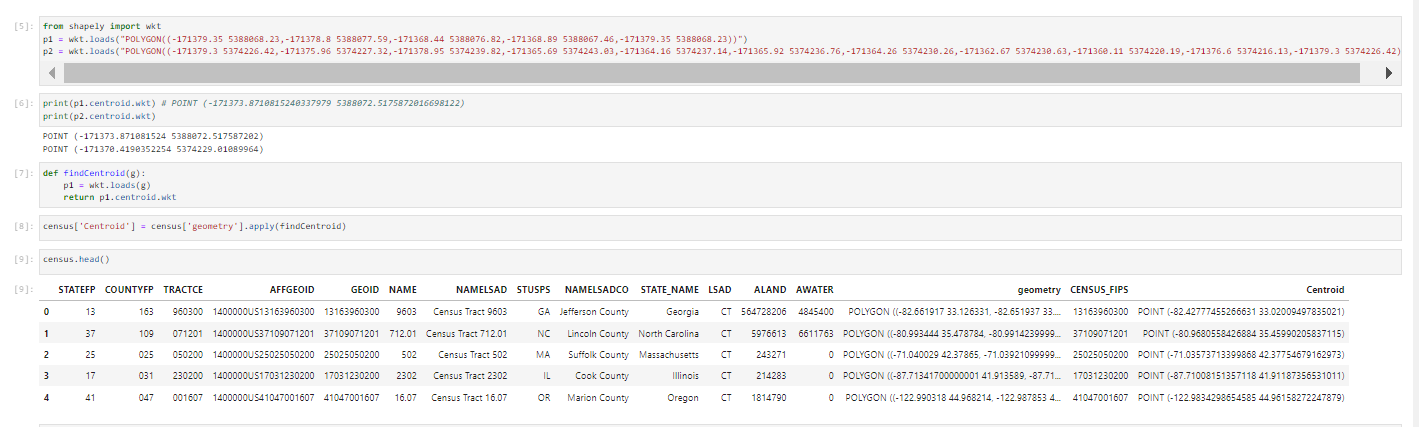 [5]: from shapely import wkt
p1 = wkt.loads("POLYGON((-171379.35 5388068.23,-171378.8 5388077.59,-171368.44 5388076.82,-171368.89 5388067.46,-171379.35 5388068.23))")
p2 = wkt.loads("POLYGON((-171379.3 5374226.42,-171375.96 5374227.32,-171378.95 5374239.82,-171365.69 5374243.03,-171364.16 5374237.14,-171365.92 5374236.76,-171364.26 5374230.26,-171362.67 5374230.63,-171360.11 5374220.19,-171376.6 5374216.13,-171379.3 5374226.42)
[6]: print(p1.centroid.wkt) # POINT (-171373.8710815240337979 5388072.5175872016698122)
print(p2.centroid.wkt)
POINT (-171373.871081524 5388072.517587202)
POINT (-171370.4190352254 5374229.01089964)
[7]: def findCentroid(g):
p1 = wkt.loads(g)
return p1.centroid.wkt
[8]: census['Centroid'] = census['geometry'].apply(findCentroid)
[9]: census.head()
[9]: STATEFP COUNTYFP TRACTCE AFFGEOID GEOID NAME NAMELSAD STUSPS NAMELSADCO STATE_NAME LSAD ALAND AWATER geometry CENSUS_FIPS Centroid
0 13 163 960300 1400000US13163960300 13163960300 9603 Census Tract 9603 GA Jefferson County Georgia CT 564728206 4845400 POLYGON ((-82.661917 33.126331, -82.651937 33.... 13163960300 POINT (-82.42777455266631 33.02009497835021)
1 37 109 071201 1400000US37109071201 37109071201 712.01 Census Tract 712.01 NC Lincoln County North Carolina CT 5976613 6611763 POLYGON ((-80.993444 35.478784, -80.9914239999... 37109071201 POINT (-80.9680558426884 35.45990205837115)
2 25 025 050200 1400000US25025050200 25025050200 502 Census Tract 502 MA Suffolk County Massachusetts CT 243271 0 POLYGON ((-71.040029 42.37865, -71.03921099999... 25025050200 POINT (-71.03573713399868 42.37754679162973)
3 17 031 230200 1400000US17031230200 17031230200 2302 Census Tract 2302 IL Cook County Illinois CT 214283 0 POLYGON ((-87.71341700000001 41.913589, -87.71... 17031230200 POINT (-87.71008151357118 41.91187356531011)
4 41 047 001607 1400000US41047001607 41047001607 16.07 Census Tract 16.07 OR Marion County Oregon CT 1814790 0 POLYGON ((-122.990318 44.968214, -122.987853 4... 41047001607 POINT (-122.9834298654585 44.96158272247879)